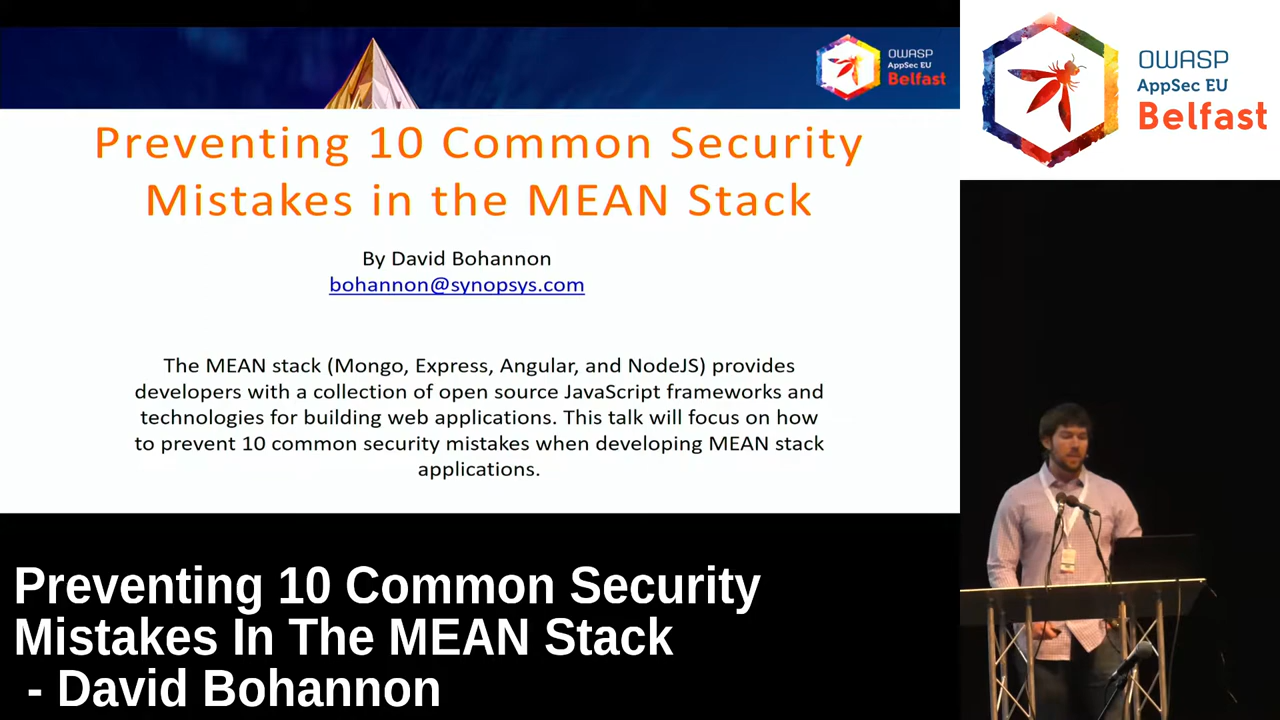 OWASP
AppSec EU
Belfast
Preventing 10 Common Security
Mistakes in the MEAN Stack
By David Bohannon
bohannon@synopsys.com
The MEAN stack (Mongo, Express, Angular, and NodeJS) provides
developers with a collection of open source JavaScript frameworks and
technologies for building web applications. This talk will focus on how
to prevent 10 common security mistakes when developing MEAN stack
applications.
OWASP
AppSec EU
Belfast
Preventing 10 Common Security
Mistakes In The MEAN Stack
- David Bohannon